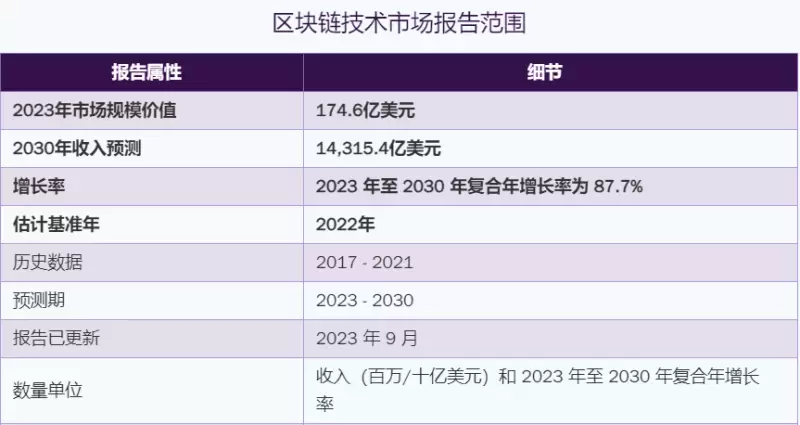 区块链技术市场报告范围
报告属性 细节
2023年市场规模价值 174.6亿美元
2030年收入预测 14,315.4亿美元
增长率 2023 年至 2030 年复合年增长率为 87.7%
估计基准年 2022年
历史数据 2017 - 2021
预测期 2023 - 2030
报告已更新 2023 年 9 月
数量单位 收入（百万/十亿美元）和 2023 年至 2030 年复合年增长
率